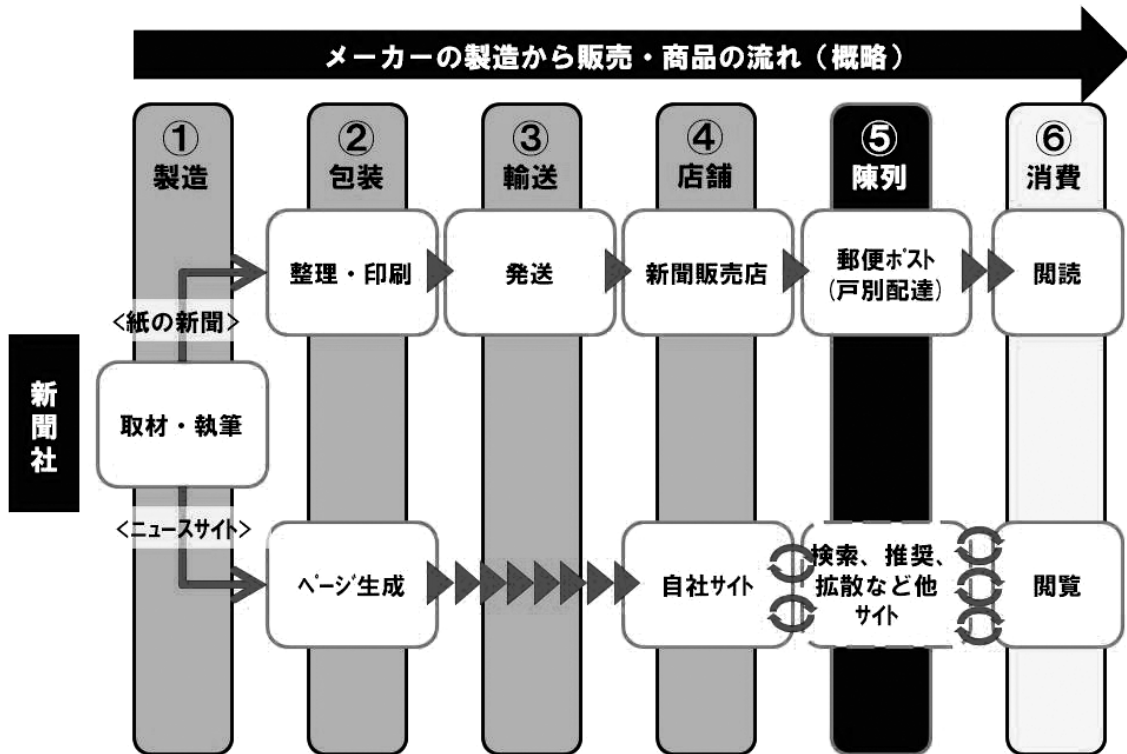 メーカーの製造から販売・商品の流れ（概略）
①
製造
②
包装
③
輸送
④
店舗
⑤
陳列
⑥
消費
整理・印刷
発送
新聞販売店
郵便ポスト
(戸別配達)
閲読
<紙の新聞>
新聞社
取材・執筆
<ニュースサイト>
ページ生成
自社サイト
検索、推奨、
拡散など他
サイト
閲覧